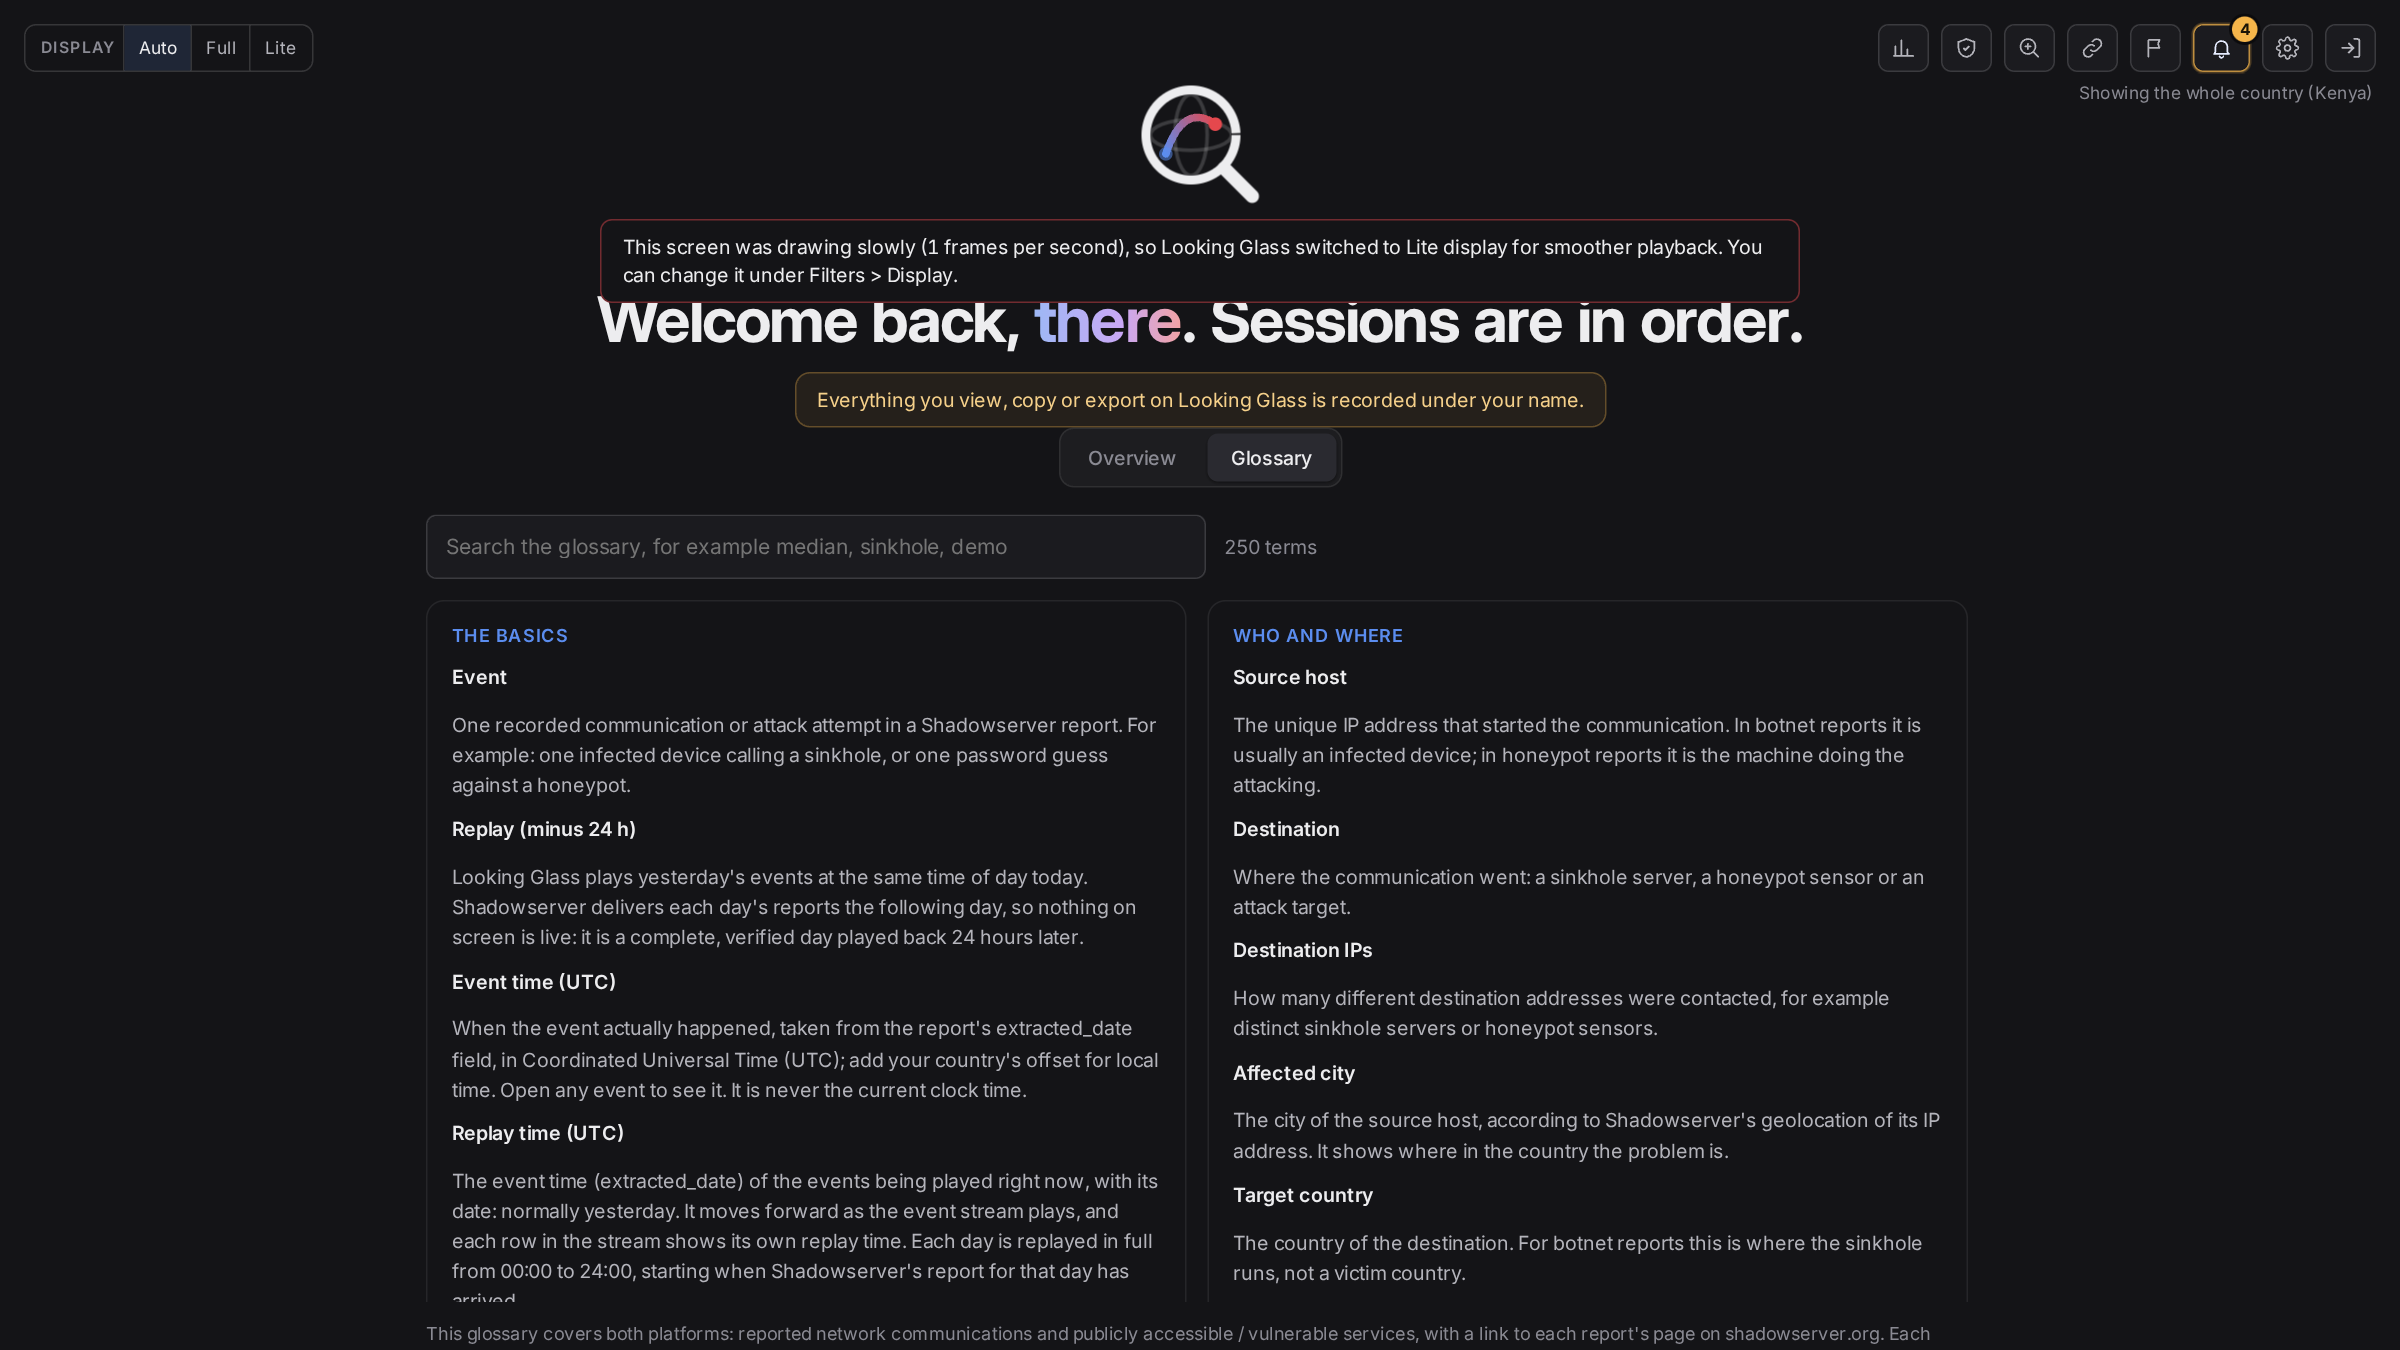 DISPLAY Auto Full Lite
4
Showing the whole country (Kenya)
This screen was drawing slowly (1 frames per second), so Looking Glass switched to Lite display for smoother playback. You
can change it under Filters > Display.
Welcome back, there. Sessions are in order.
Everything you view, copy or export on Looking Glass is recorded under your name.
Overview Glossary
Search the glossary, for example median, sinkhole, demo
250 terms
THE BASICS
Event
One recorded communication or attack attempt in a Shadowserver report. For
example: one infected device calling a sinkhole, or one password guess
against a honeypot.
Replay (minus 24 h)
Looking Glass plays yesterday's events at the same time of day today.
Shadowserver delivers each day's reports the following day, so nothing on
screen is live: it is a complete, verified day played back 24 hours later.
Event time (UTC)
When the event actually happened, taken from the report's extracted_date
field, in Coordinated Universal Time (UTC); add your country's offset for local
time. Open any event to see it. It is never the current clock time.
Replay time (UTC)
The event time (extracted_date) of the events being played right now, with its
date: normally yesterday. It moves forward as the event stream plays, and
each row in the stream shows its own replay time. Each day is replayed in full
from 00:00 to 24:00, starting when Shadowserver's report for that day has
arrived.
WHO AND WHERE
Source host
The unique IP address that started the communication. In botnet reports it is
usually an infected device; in honeypot reports it is the machine doing the
attacking.
Destination
Where the communication went: a sinkhole server, a honeypot sensor or an
attack target.
Destination IPs
How many different destination addresses were contacted, for example
distinct sinkhole servers or honeypot sensors.
Affected city
The city of the source host, according to Shadowserver's geolocation of its IP
address. It shows where in the country the problem is.
Target country
The country of the destination. For botnet reports this is where the sinkhole
runs, not a victim country.
This glossary covers both platforms: reported network communications and publicly accessible / vulnerable services, with a link to each report's page on shadowserver.org. Each